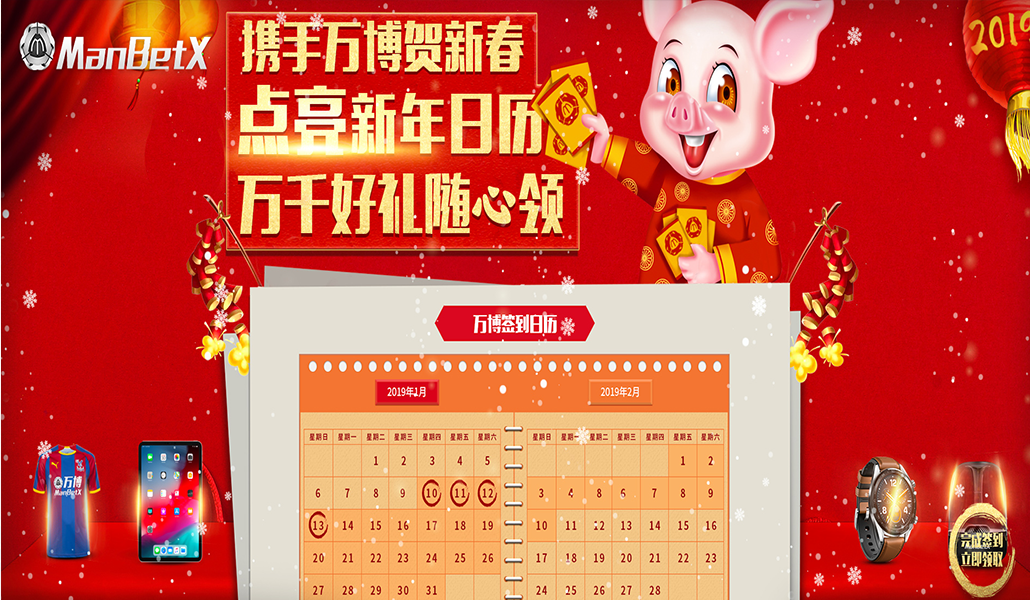 ManBetX
携手万博贺新春
点亮新年日历
万千好礼随心领
2019
万博签到日历
2019年1月
2019年2月
星期日 星期一 星期二 星期三 星期四 星期五 星期六
1 2 3 4 5
6 7 8 9 10 11 12
13 14 15 16 17 18 19
20 21 22 23 24 25 26
27 28 29 30 31
星期日 星期一 星期二 星期三 星期四 星期五 星期六
1 2
3 4 8 6 7 8 9
10 11 12 13 14 15 16
17 18 19 20 21 22 23
24 25 26 27 28
万博
ManBetX
完成签到
立即领取